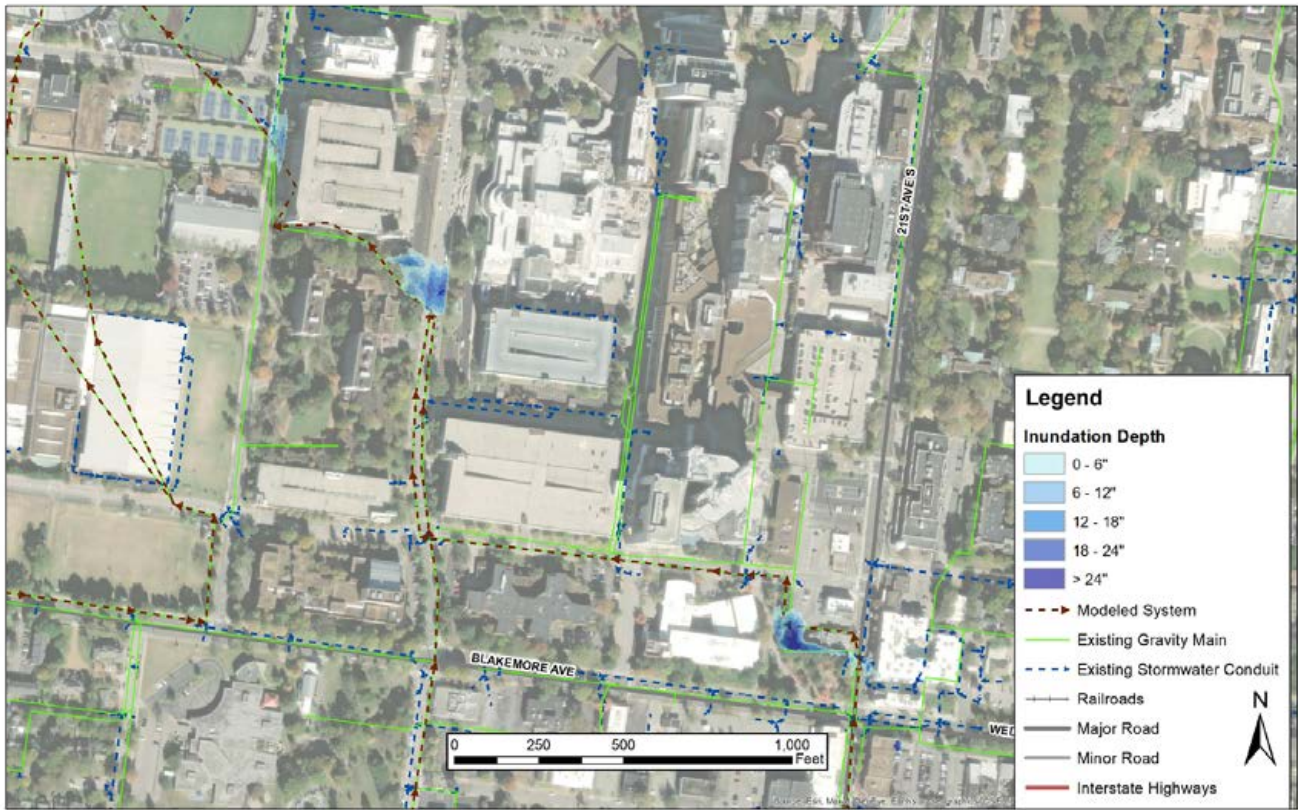 21ST AVE S
BLAKEMORE AVE
WED
0 250 500 1,000
Feet
Legend
Inundation Depth
0 - 6"
6 - 12"
12 - 18"
18 - 24"
> 24"
Modeled System
Existing Gravity Main
Existing Stormwater Conduit
Railroads
Major Road
Minor Road
Interstate Highways
N